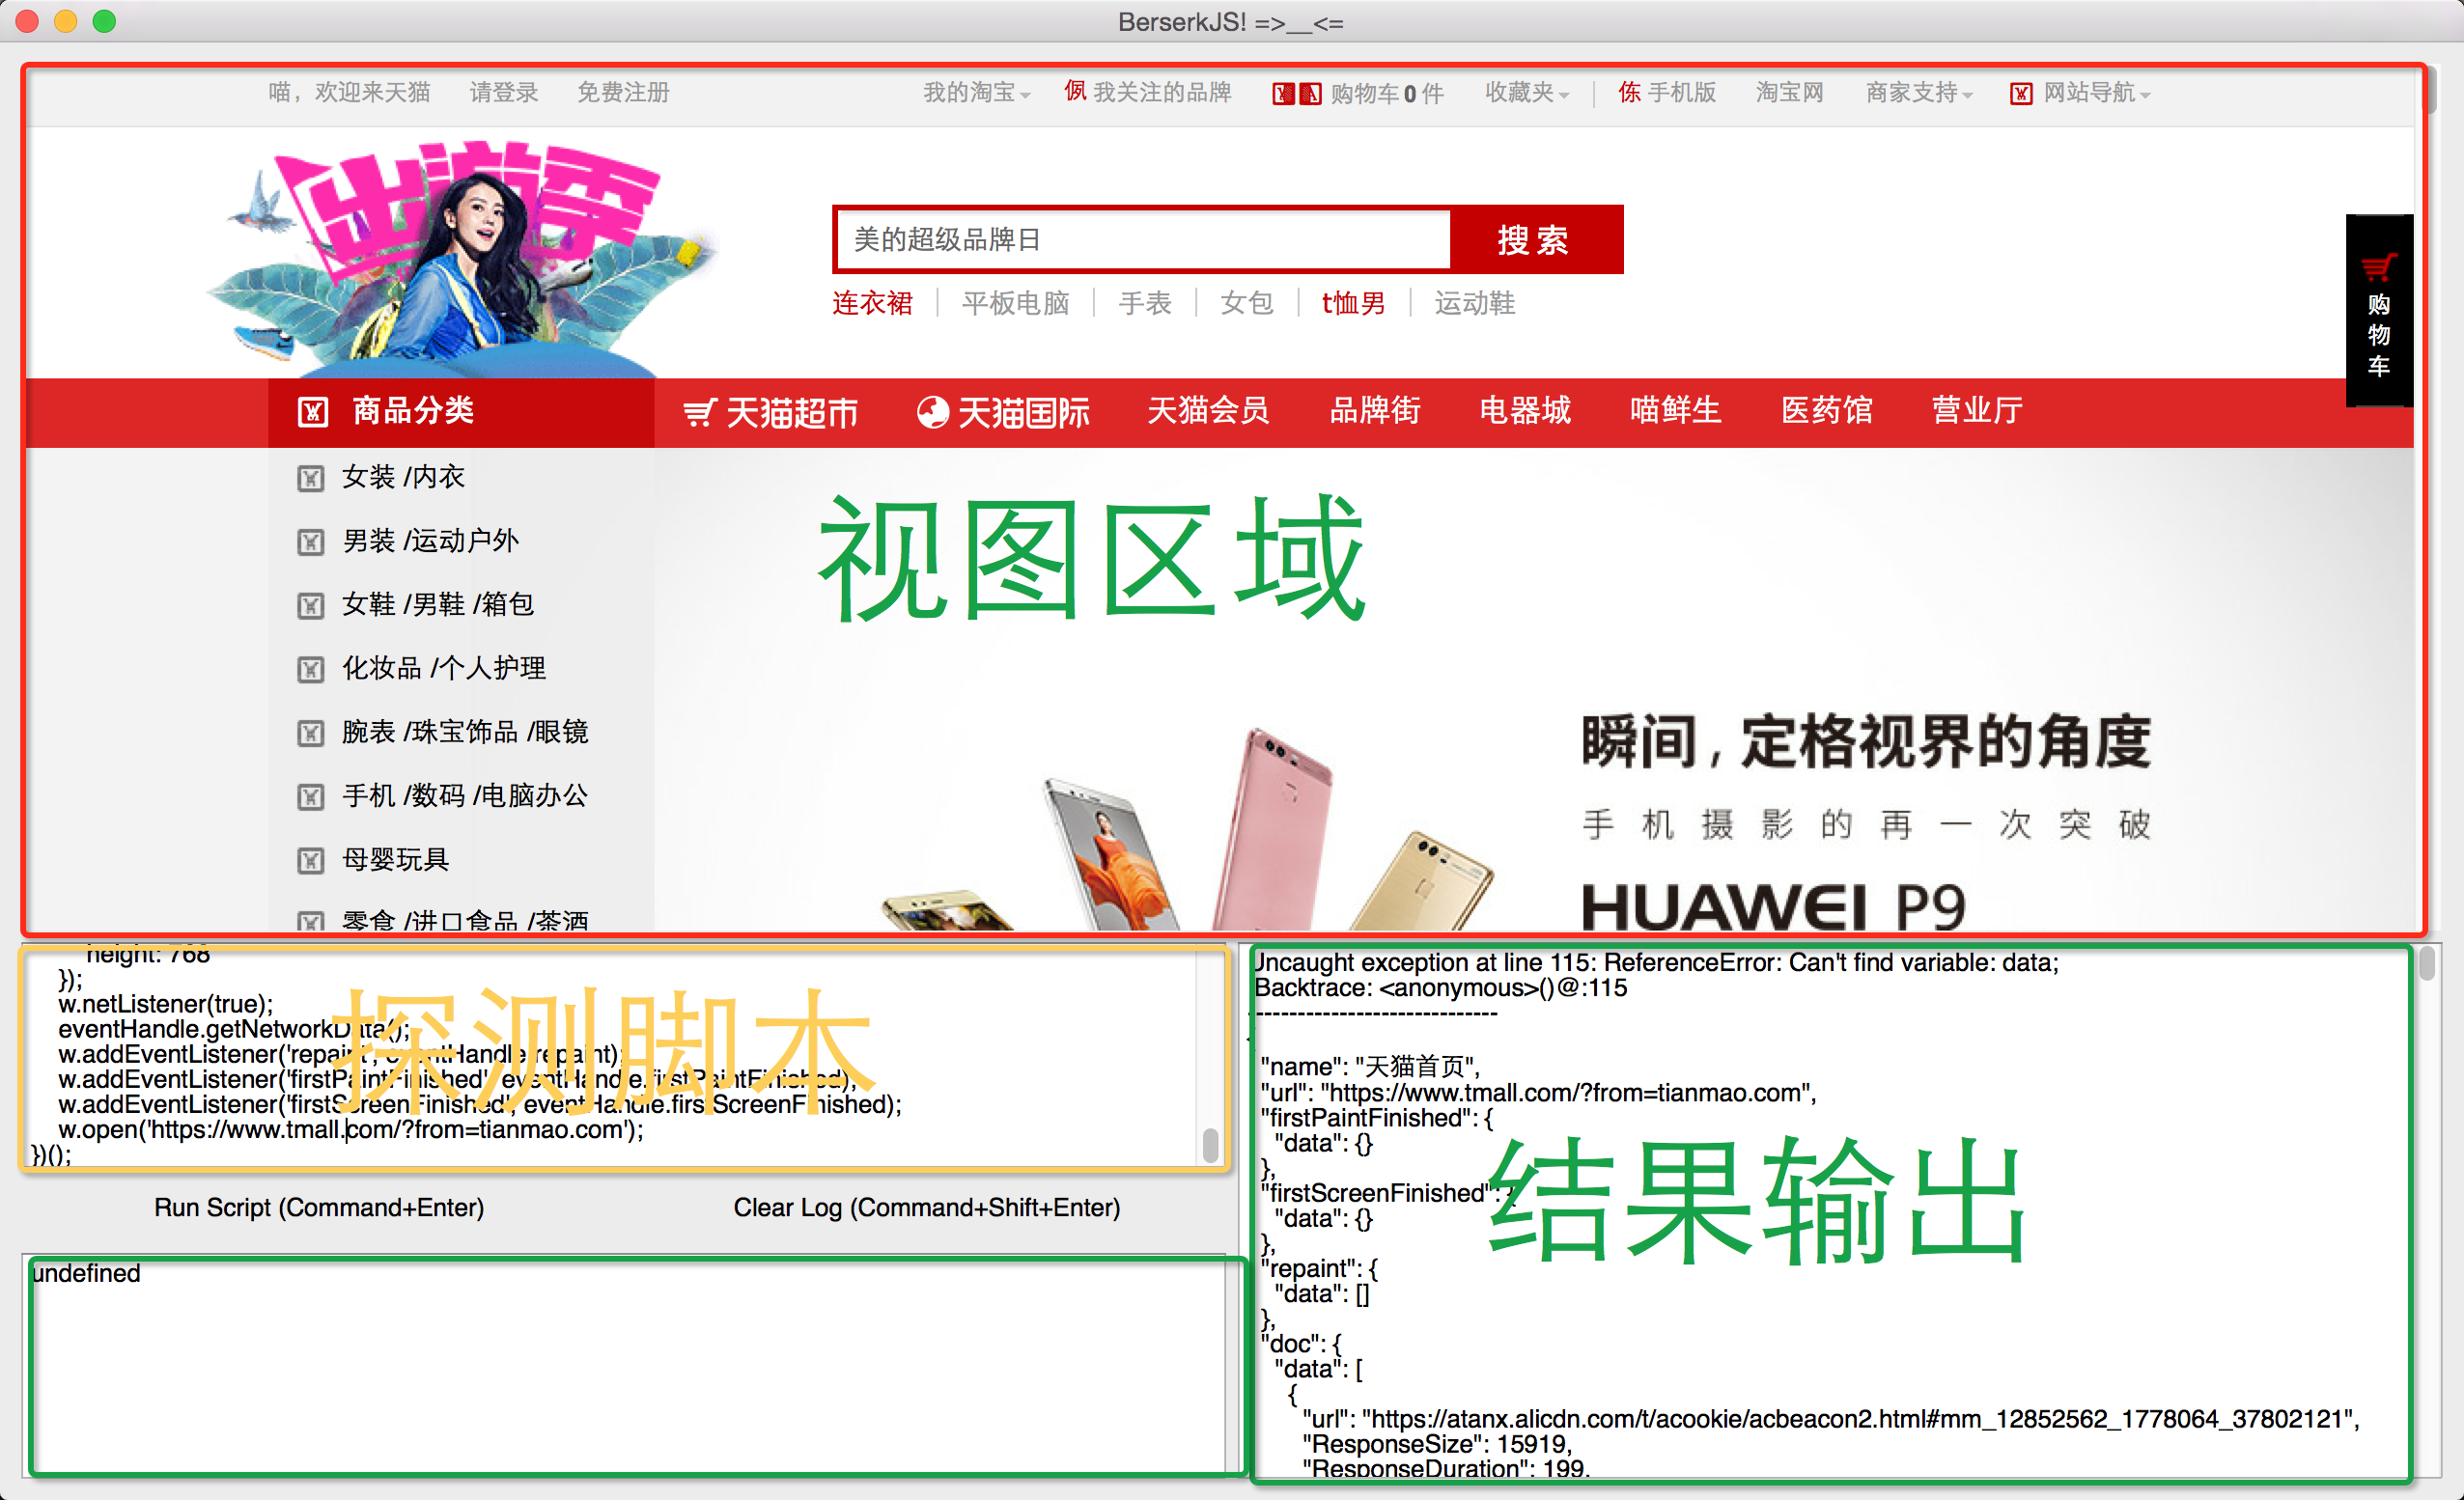 BerserkJS! =>__<=
喵，欢迎来天猫 请登录 免费注册 我的淘宝 我关注的品牌 购物车0件 收藏夹 手机版 淘宝网 商家支持 网站导航
出游季
美的超级品牌日 搜索
连衣裙 平板电脑 手表 女包 t恤男 运动鞋
购物车
商品分类 天猫超市 天猫国际 天猫会员 品牌街 电器城 喵鲜生 医药馆 营业厅
女装 /内衣
男装 /运动户外
女鞋 /男鞋 /箱包
化妆品 /个人护理
腕表 /珠宝饰品 /眼镜
手机 /数码 /电脑办公
母婴玩具
零食 /进口食品 /茶酒
视图区域
瞬间，定格视界的角度
手机摄影的再一次突破
HUAWEI P9
height: 768
});
w.netListener(true);
eventHandle.getNetworkData();
w.addEventListener('repaint', eventHandle.repaint);
w.addEventListener('firstPaintFinished', eventHandle.firstPaintFinished);
w.addEventListener('firstScreenFinished', eventHandle.firstScreenFinished);
w.open('https://www.tmall.com/?from=tianmao.com');
})();
探测脚本
Run Script (Command+Enter) Clear Log (Command+Shift+Enter)
undefined
Uncaught exception at line 115: ReferenceError: Can't find variable: data;
Backtrace: <anonymous>()@:115
-----------------------------
{
"name": "天猫首页",
"url": "https://www.tmall.com/?from=tianmao.com",
"firstPaintFinished": {
"data": {}
},
"firstScreenFinished": {
"data": {}
},
"repaint": {
"data": []
},
"doc": {
"data": [
{
"url": "https://atanx.alicdn.com/t/acookie/acbeacon2.html#mm_12852562_1778064_37802121",
"ResponseSize": 15919,
"ResponseDuration": 199,
结果输出